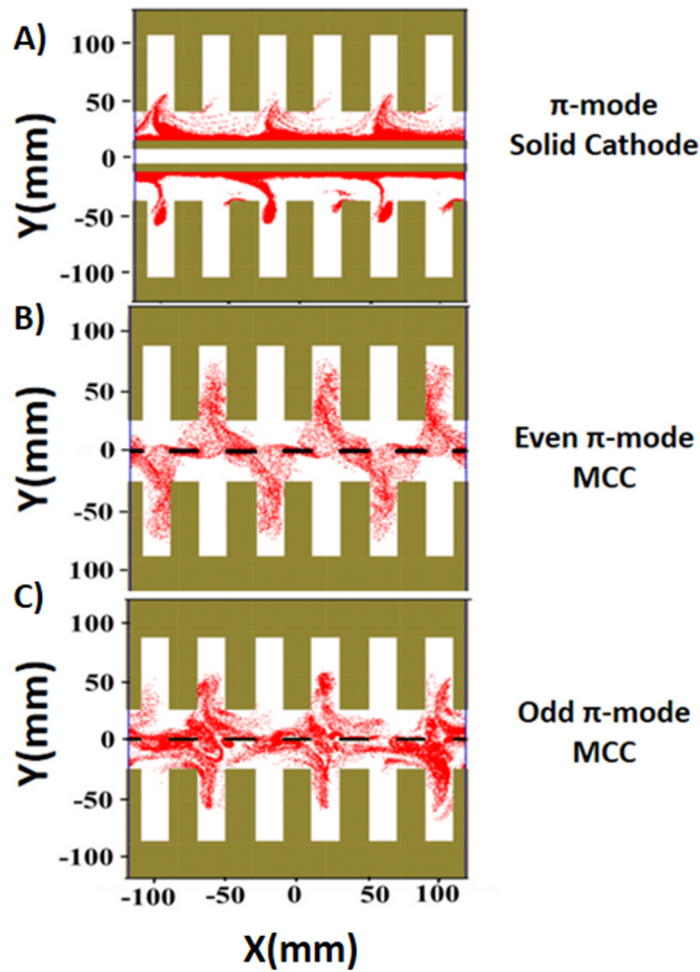 A)
100
50
0
-50
-100
Y(mm)
π-mode
Solid Cathode
B)
100
50
0
-50
100
Y(mm)
Even π-mode
MCC
C)
100
50
0
-50
-100
Y(mm)
Odd π-mode
MCC
-100 -50 0 50 100
X(mm)